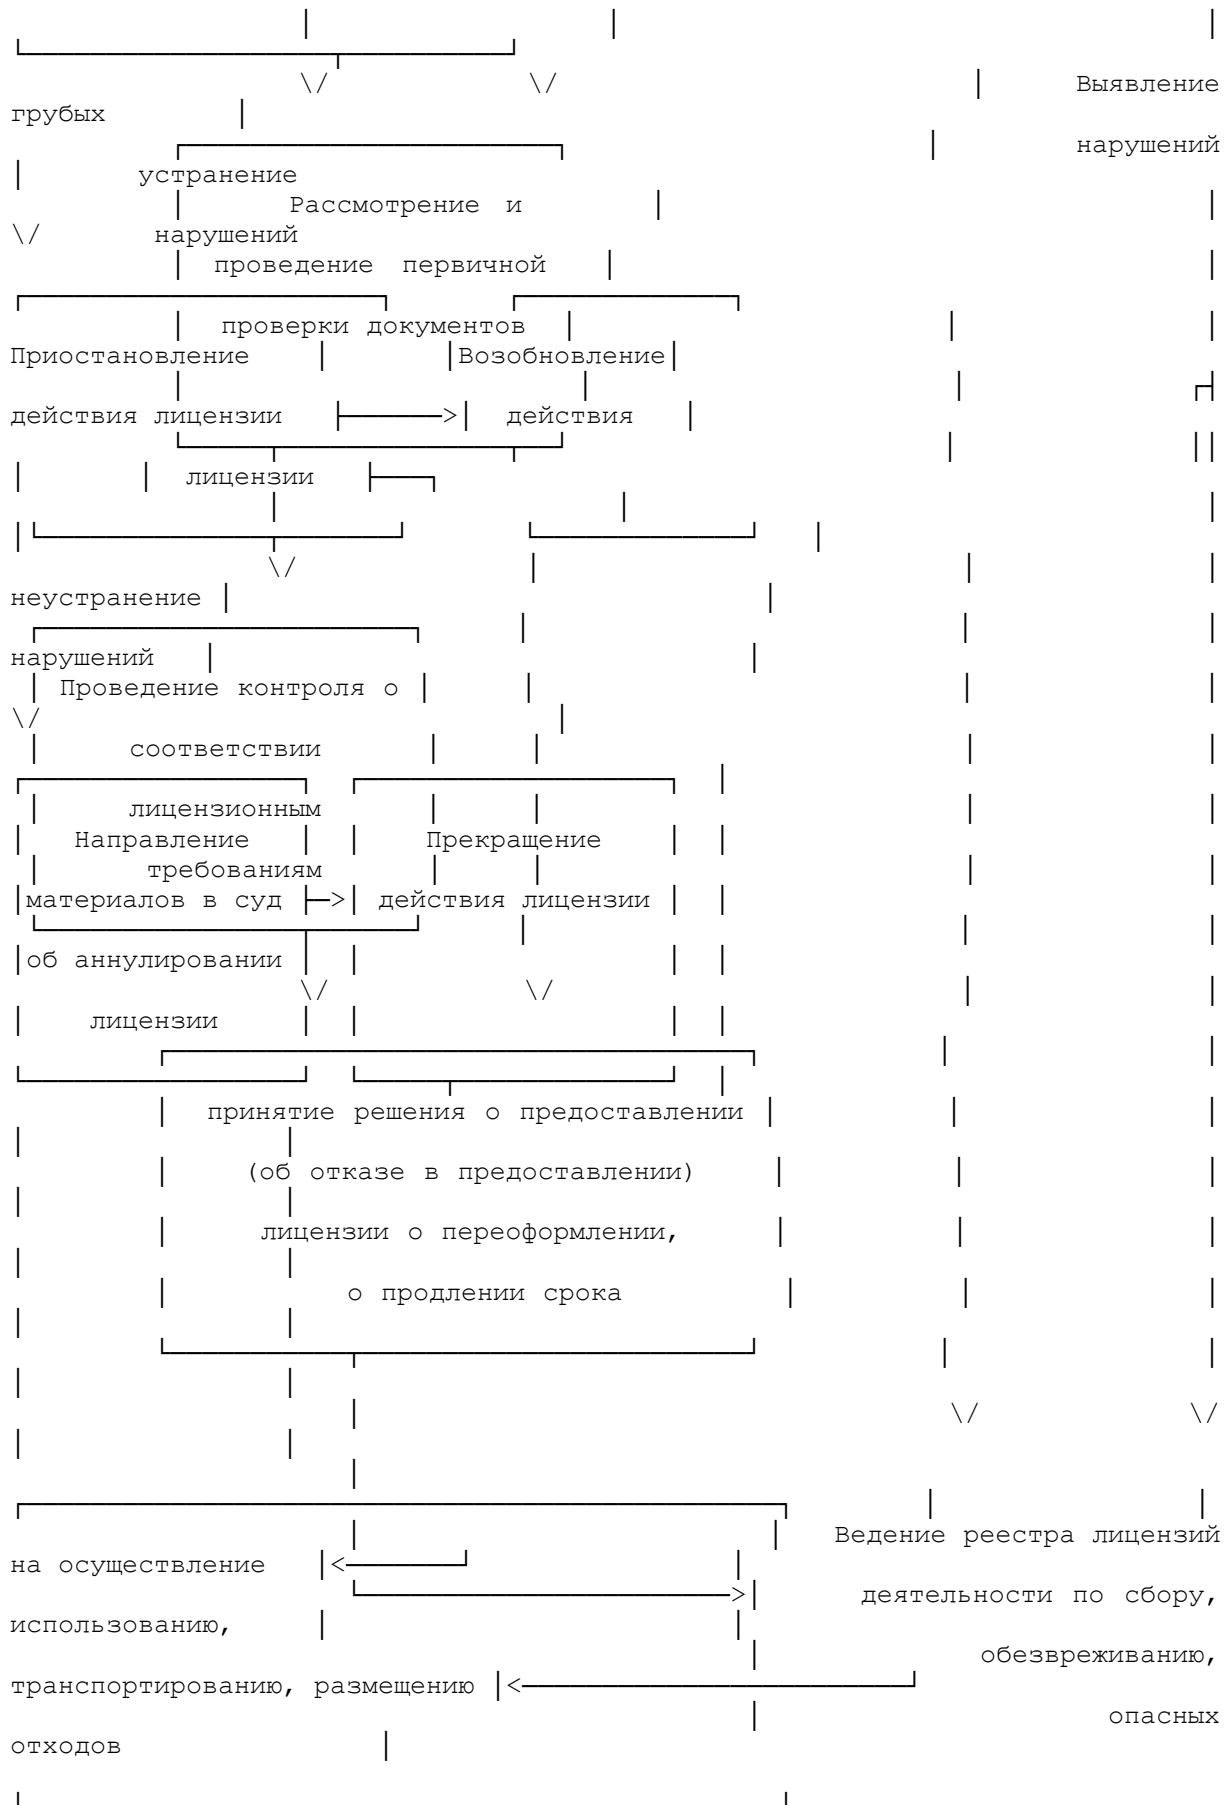 Выявление
грубых
нарушений
устранение
Рассмотрение и
нарушений
проведение первичной
проверки документов
Приостановление Возобновление
действия лицензии действия
лицензии
неустранение
нарушений
Проведение контроля о
соответствии
лицензионным
Направление Прекращение
требованиям
материалов в суд действия лицензии
об аннулировании
лицензии
принятие решения о предоставлении
(об отказе в предоставлении)
лицензии о переоформлении,
о продлении срока
Ведение реестра лицензий
на осуществление
деятельности по сбору,
использованию,
обезвреживанию,
транспортированию, размещению
опасных
отходов